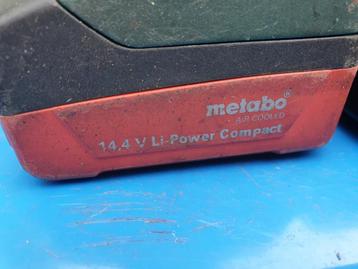 metabo®
AIR COOLED
14,4 V Li-Power Compact